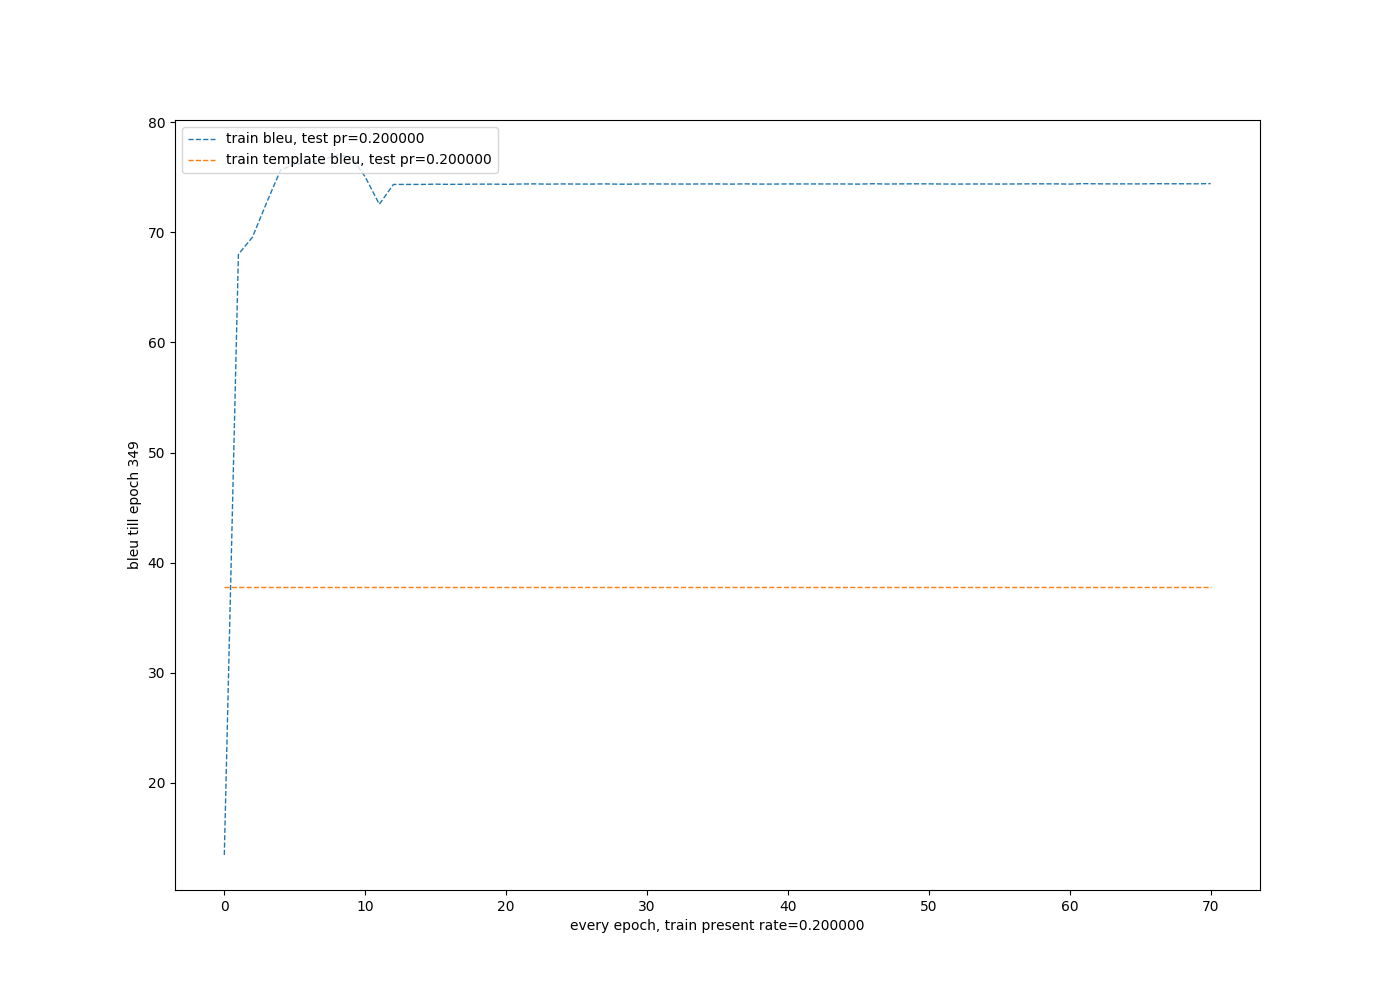 train bleu, test pr=0.200000
train template bleu, test pr=0.200000
80
70
60
50
40
30
20
bleu till epoch 349
0 10 20 30 40 50 60 70
every epoch, train present rate=0.200000